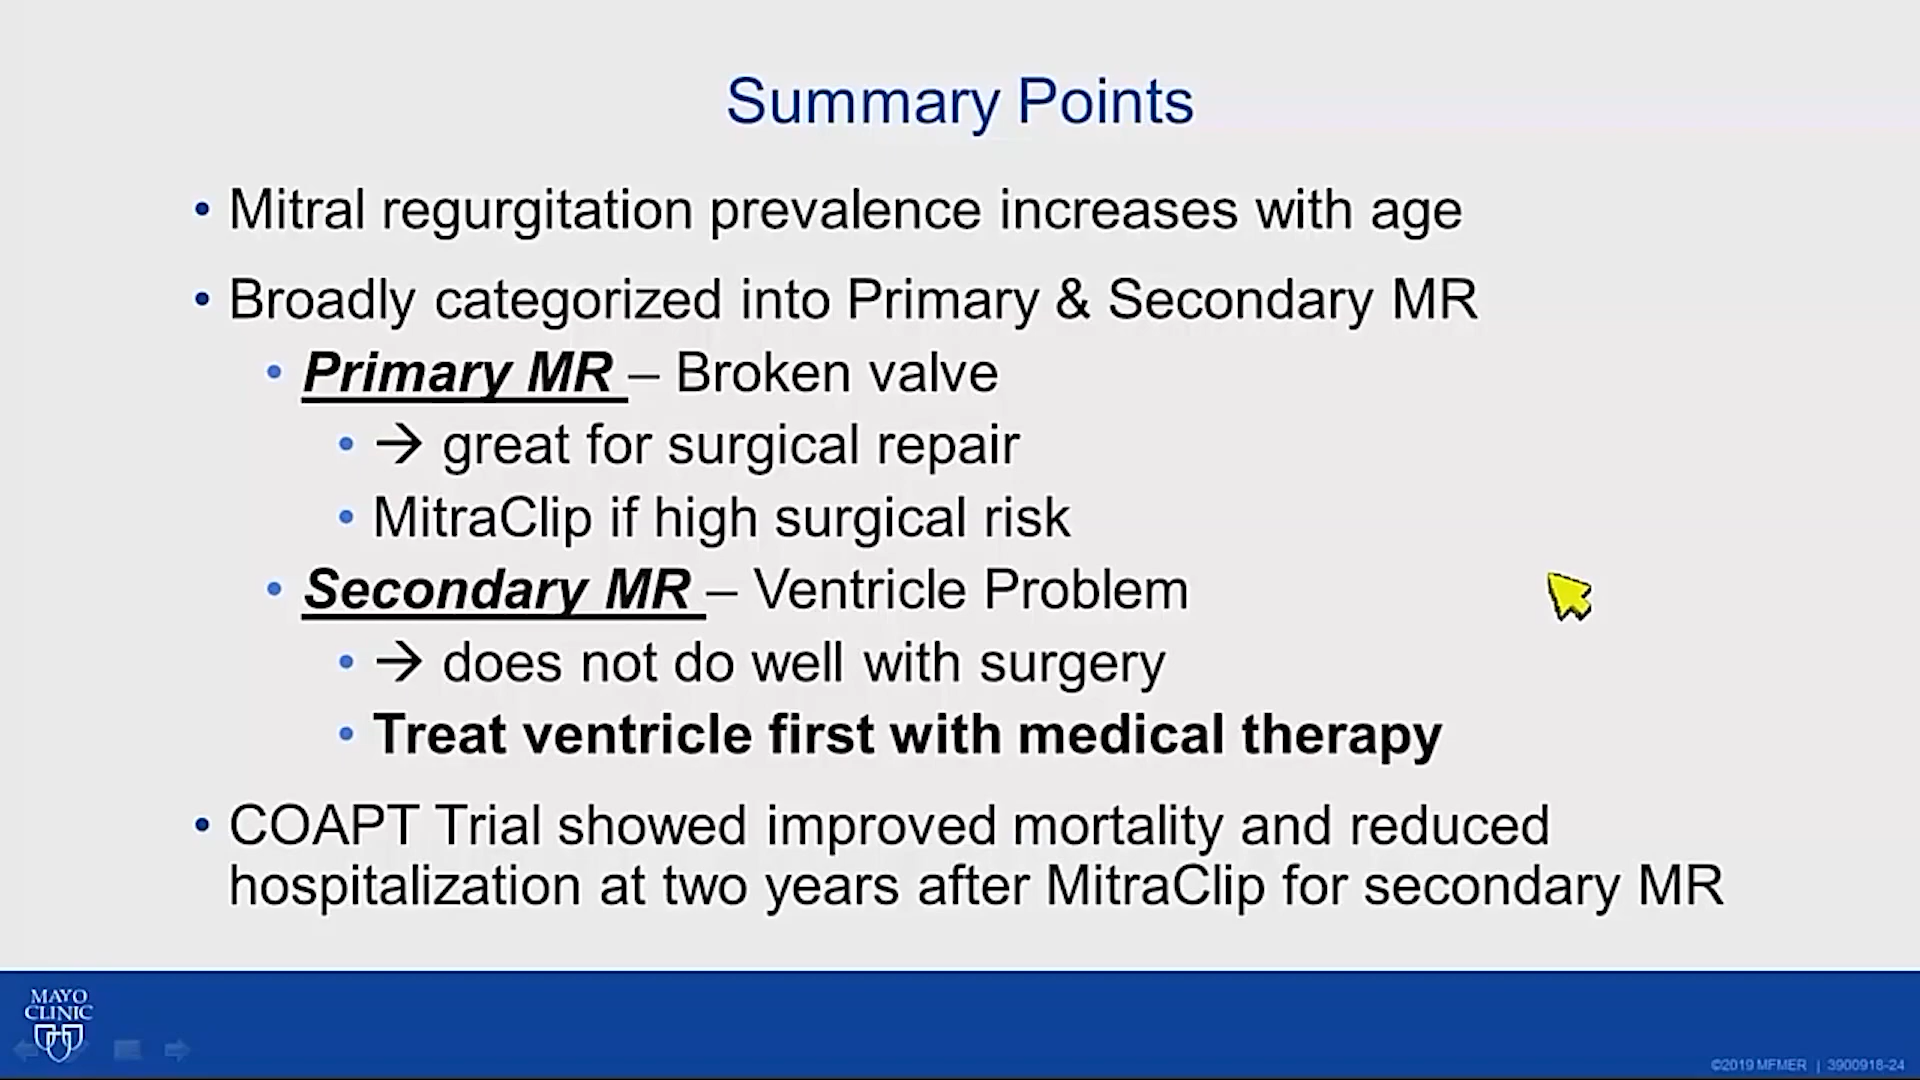 Summary Points
• Mitral regurgitation prevalence increases with age
• Broadly categorized into Primary & Secondary MR
• Primary MR – Broken valve
• → great for surgical repair
• MitraClip if high surgical risk
• Secondary MR – Ventricle Problem
• → does not do well with surgery
• Treat ventricle first with medical therapy
• COAPT Trial showed improved mortality and reduced
hospitalization at two years after MitraClip for secondary MR
MAYO
CLINIC
©2019 MFMER | 3900918-24